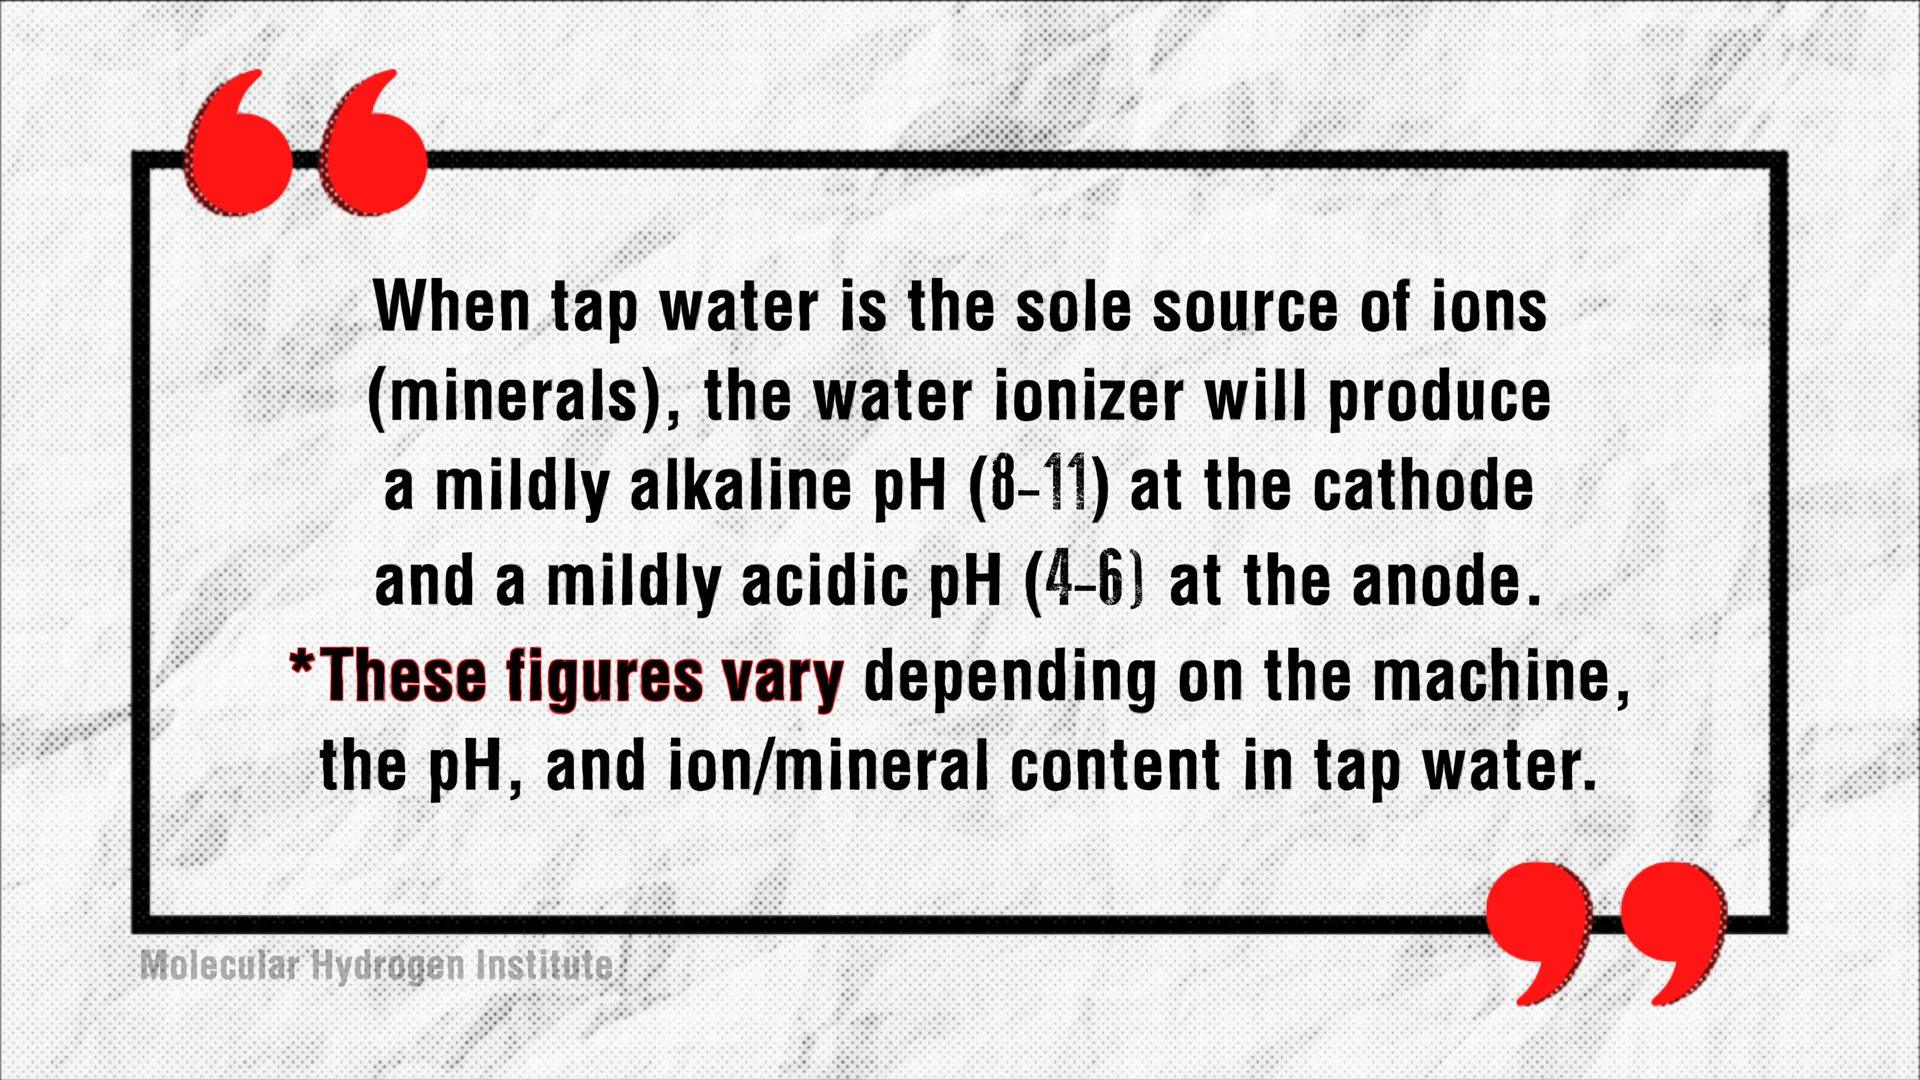 When tap water is the sole source of ions
(minerals), the water ionizer will produce
a mildly alkaline pH (8-11) at the cathode
and a mildly acidic pH (4-6) at the anode.
*These figures vary depending on the machine,
the pH, and ion/mineral content in tap water.
Molecular Hydrogen Institute